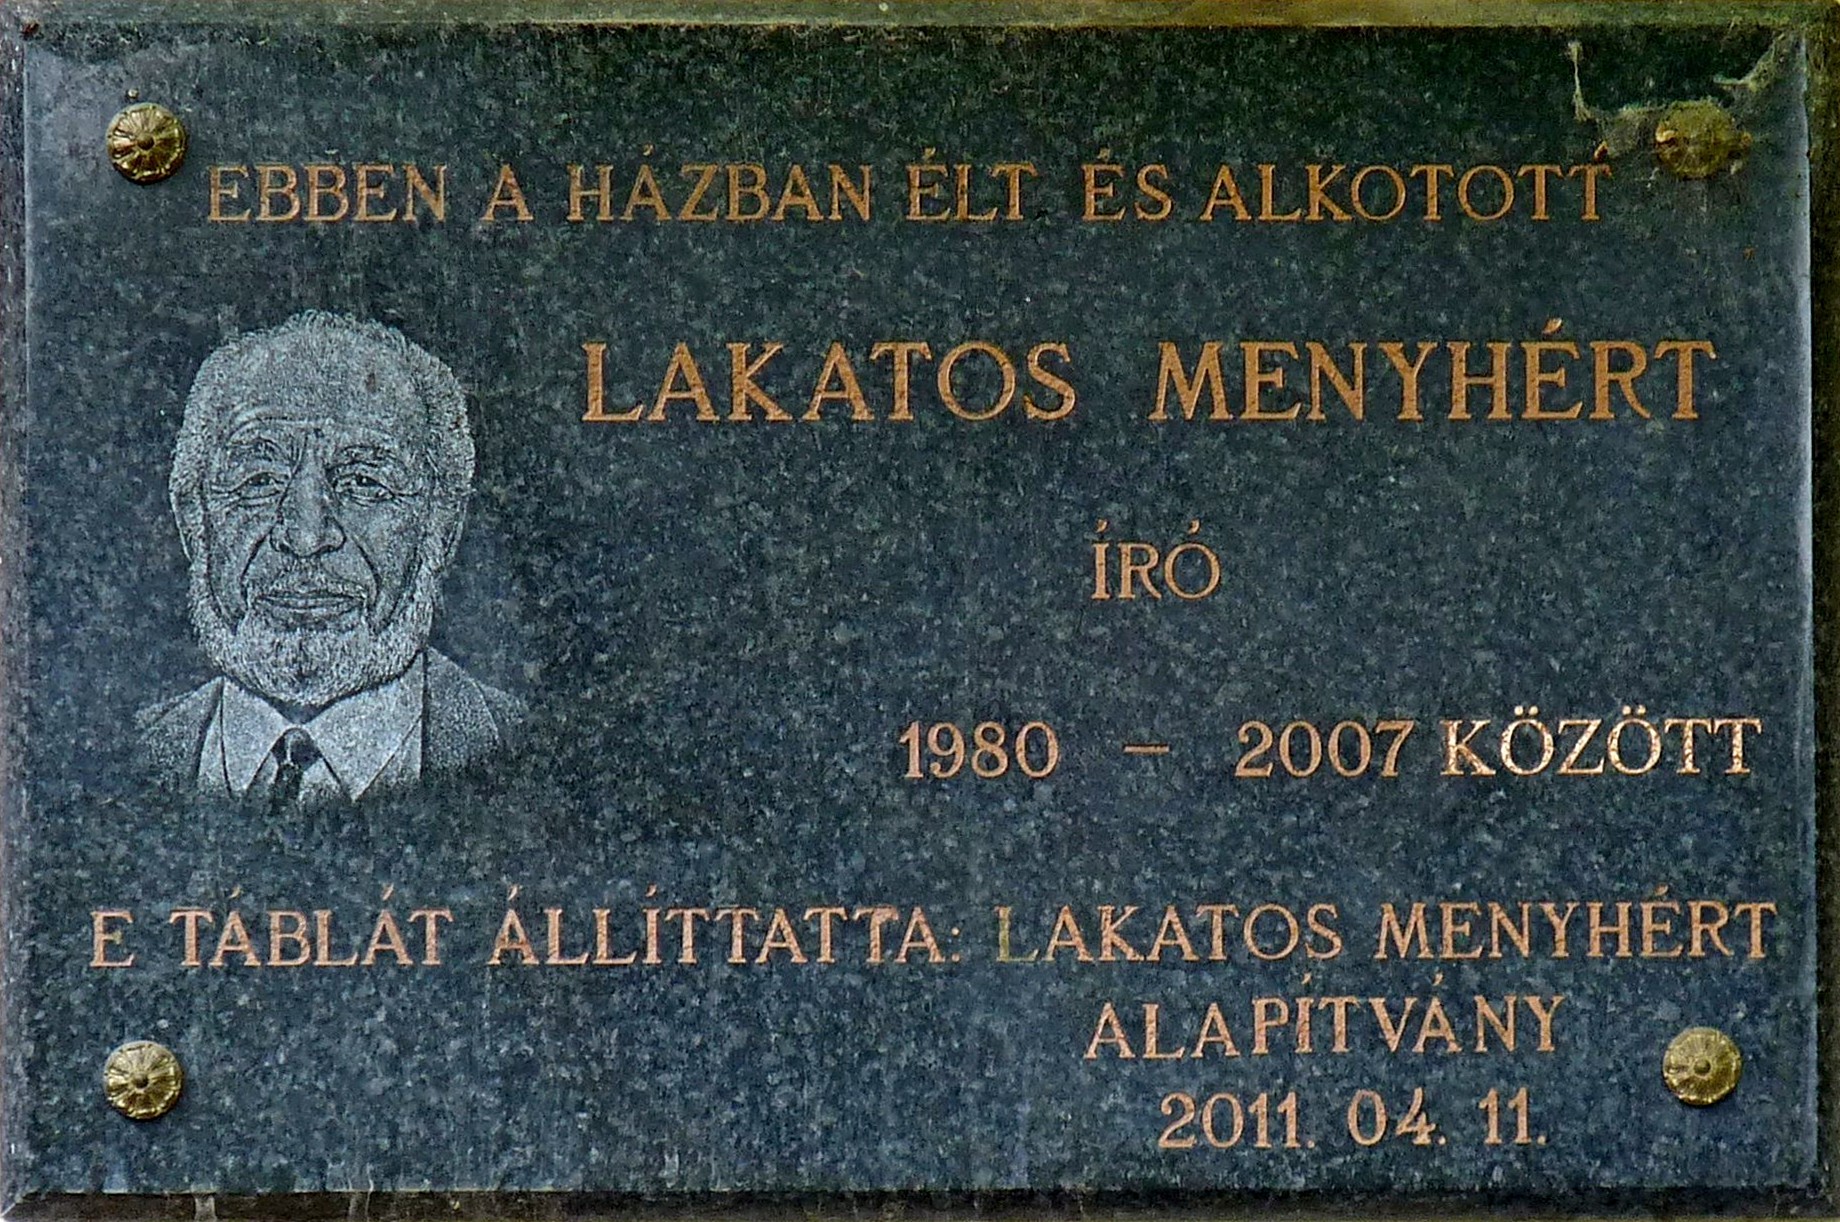 EBBEN A HÁZBAN ÉLT ÉS ALKOTOTT
LAKATOS MENYHÉRT
ÍRÓ
1980 – 2007 KÖZÖTT
E TÁBLÁT ÁLLÍTTATTA: LAKATOS MENYHÉRT
ALAPÍTVÁNY
2011. 04. 11.